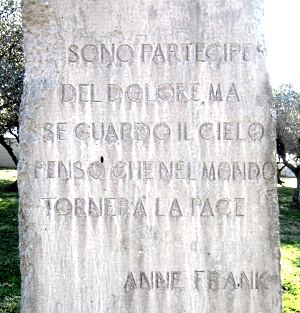 SONO PARTECIPE
DEL DOLORE, MA
SE GUARDO IL CIELO
PENSO CHE NEL MONDO
TORNERÀ LA PACE
ANNE FRANK